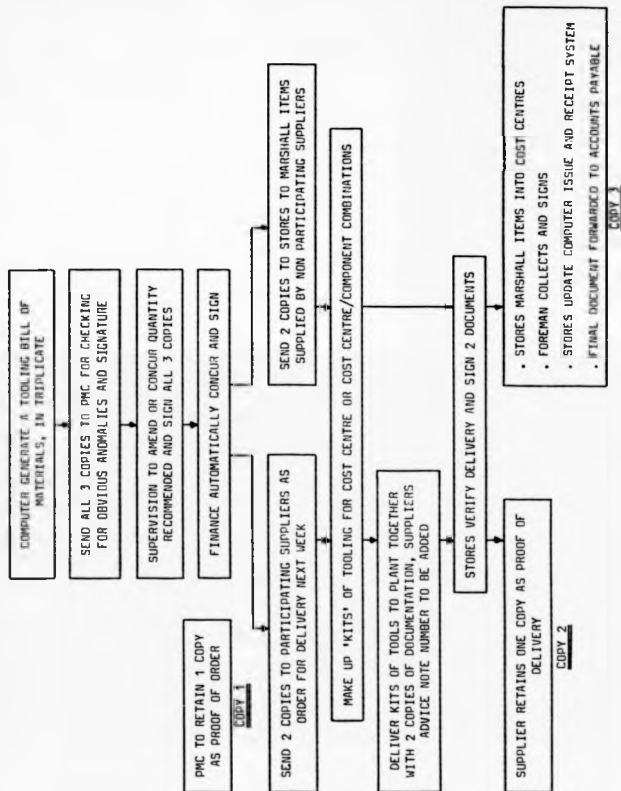 COMPUTER GENERATE A TOOLING BILL OF
MATERIALS, IN TRIPLICATE
SEND ALL 3 COPIES TO PMC FOR CHECKING
FOR OBVIOUS ANOMALIES AND SIGNATURE
SUPERVISION TO AMEND OR CONCUR QUANTITY
RECOMMENDED AND SIGN ALL 3 COPIES
FINANCE AUTOMATICALLY CONCUR AND SIGN
PMC TO RETAIN 1 COPY
AS PROOF OF ORDER
COPY 1
SEND 2 COPIES TO PARTICIPATING SUPPLIERS AS
ORDER FOR DELIVERY NEXT WEEK
SEND 2 COPIES TO STORES TO MARSHALL ITEMS
SUPPLIED BY NON PARTICIPATING SUPPLIERS
MAKE UP 'KITS' OF TOOLING FOR COST CENTRE OR COST CENTRE/COMPONENT COMBINATIONS
DELIVER KITS OF TOOLS TO PLANT TOGETHER
WITH 2 COPIES OF DOCUMENTATION, SUPPLIERS
ADVICE NOTE NUMBER TO BE ADDED
STORES VERIFY DELIVERY AND SIGN 2 DOCUMENTS
SUPPLIER RETAINS ONE COPY AS PROOF OF
DELIVERY
COPY 2
· STORES MARSHALL ITEMS INTO COST CENTRES
· FOREMAN COLLECTS AND SIGNS
· STORES UPDATE COMPUTER ISSUE AND RECEIPT SYSTEM
· FINAL DOCUMENT FORWARDED TO ACCOUNTS PAYABLE
COPY 3